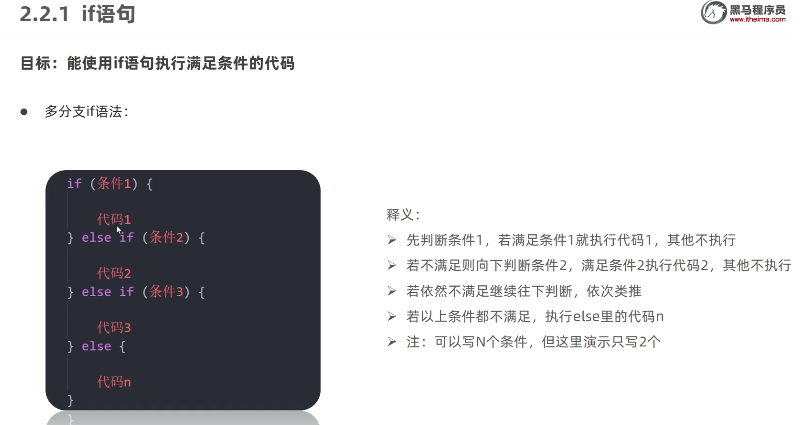 2.2.1 if语句
黑马程序员
www.itheima.com
目标：能使用if语句执行满足条件的代码
● 多分支if语法：
if (条件1) {
代码1
} else if (条件2) {
代码2
} else if (条件3) {
代码3
} else {
代码n
}
释义：
➢ 先判断条件1，若满足条件1就执行代码1，其他不执行
➢ 若不满足则向下判断条件2，满足条件2执行代码2，其他不执行
➢ 若依然不满足继续往下判断，依次类推
➢ 若以上条件都不满足，执行else里的代码n
➢ 注：可以写N个条件，但这里演示只写2个